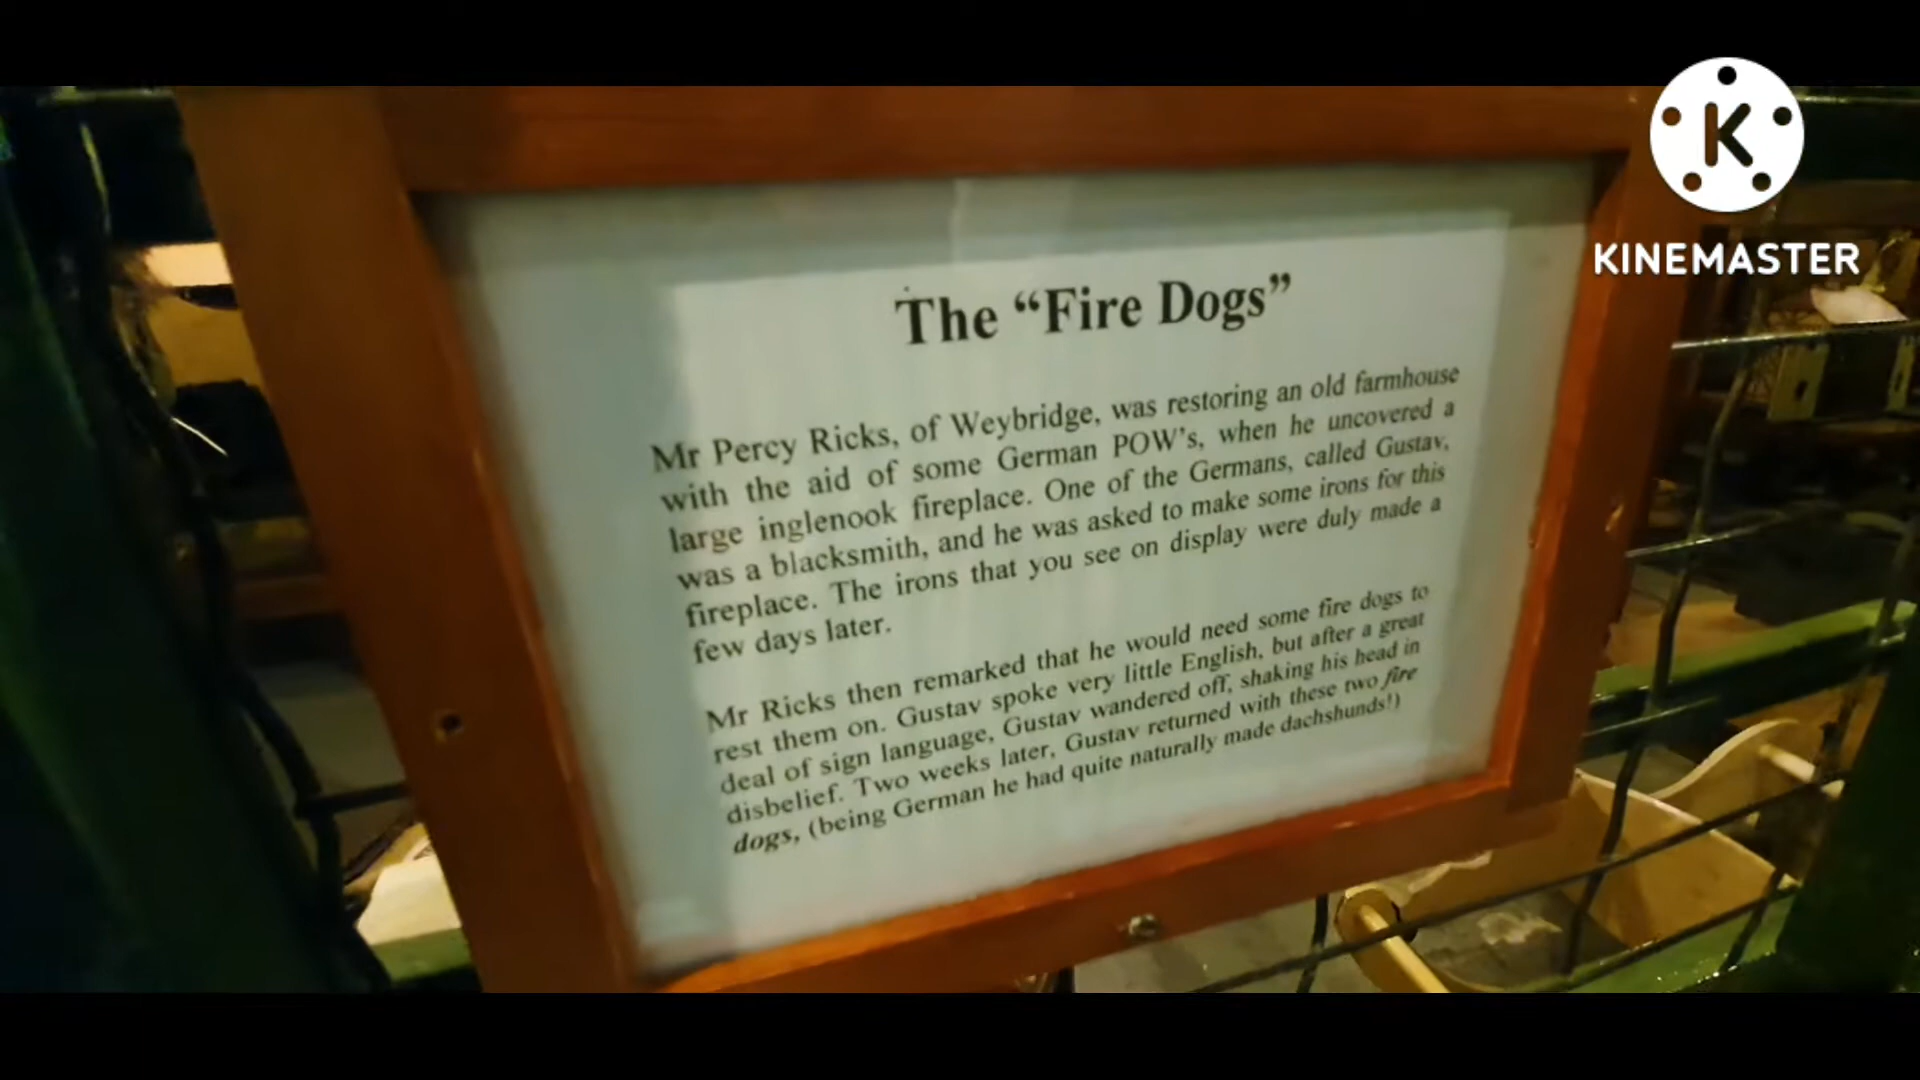 The “Fire Dogs”
Mr Percy Ricks, of Weybridge, was restoring an old farmhouse
with the aid of some German POW’s, when he uncovered a
large inglenook fireplace. One of the Germans, called Gustav,
was a blacksmith, and he was asked to make some irons for this
fireplace. The irons that you see on display were duly made a
few days later.
Mr Ricks then remarked that he would need some fire dogs to
rest them on. Gustav spoke very little English, but after a great
deal of sign language, Gustav wandered off, shaking his head in
disbelief. Two weeks later, Gustav returned with these two fire
dogs, (being German he had quite naturally made dachshunds!)
K
KINEMASTER